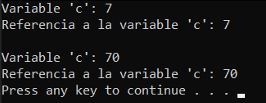 Variable 'c': 7
Referencia a la variable 'c': 7

Variable 'c': 70
Referencia a la variable 'c': 70
Press any key to continue . . .